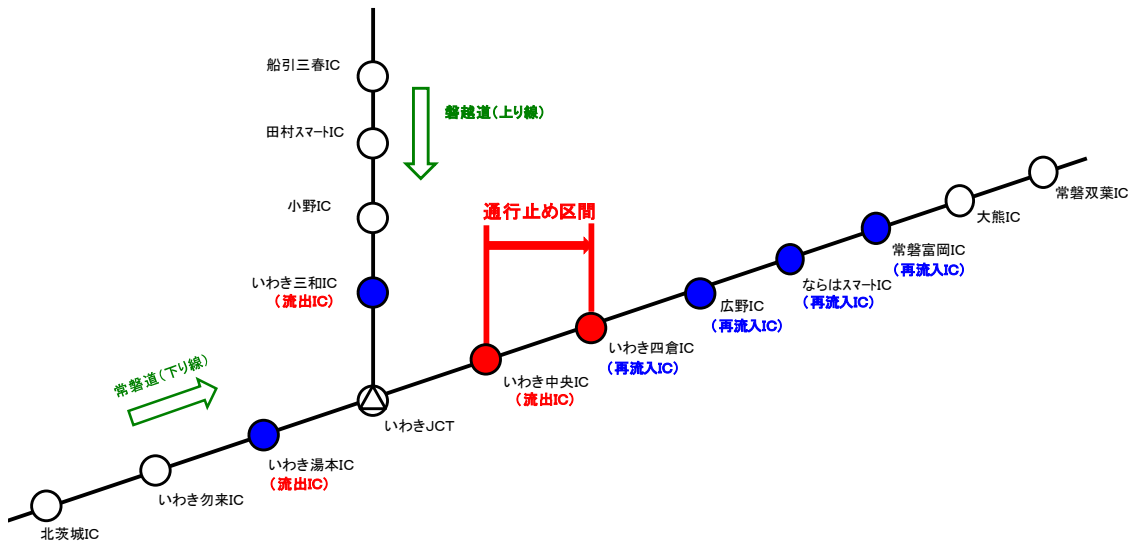 船引三春IC
磐越道(上り線)
田村スマートIC
小野IC
通行止め区間
常磐双葉IC
大熊IC
常磐富岡IC
(再流入IC)
いわき三和IC
(流出IC)
ならはスマートIC
(再流入IC)
広野IC
(再流入IC)
いわき四倉IC
(再流入IC)
常磐道(下り線)
いわき中央IC
(流出IC)
いわきJCT
いわき湯本IC
(流出IC)
いわき勿来IC
北茨城IC